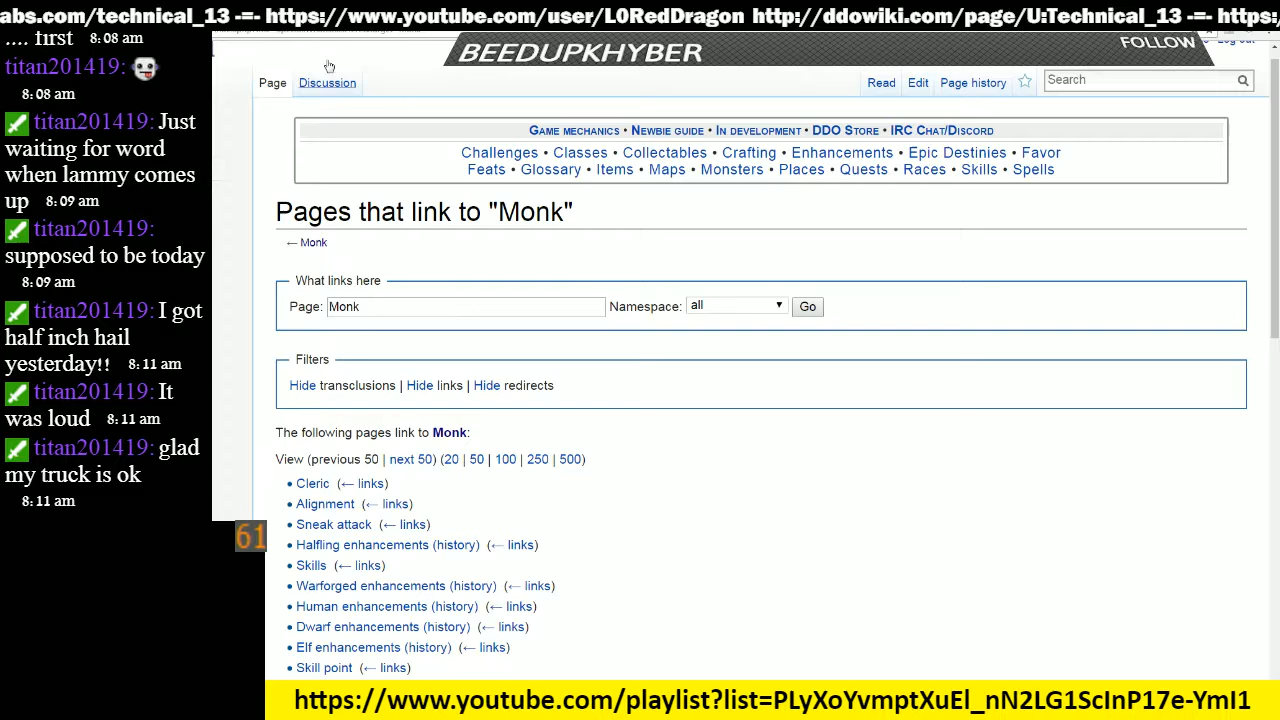 abs.com/technical_13 -=- https://www.youtube.com/user/L0RedDragon http://ddowiki.com/page/U:Technical_13 -=- https:
.... first 8:08 am
titan201419:
8:08 am
titan201419: Just
waiting for word
when lammy comes
up 8:09 am
titan201419:
supposed to be today
8:09 am
titan201419: I got
half inch hail
yesterday!! 8:11 am
titan201419: It
was loud 8:11 am
titan201419: glad
my truck is ok
8:11 am
BEEDUPKHYBER
FOLLOW
Page Discussion Read Edit Page history Search
Game mechanics • Newbie guide • In development • DDO Store • IRC Chat/Discord
Challenges • Classes • Collectables • Crafting • Enhancements • Epic Destinies • Favor
Feats • Glossary • Items • Maps • Monsters • Places • Quests • Races • Skills • Spells
Pages that link to "Monk"
← Monk
What links here
Page: Monk Namespace: all Go
Filters
Hide transclusions | Hide links | Hide redirects
The following pages link to Monk:
View (previous 50 | next 50) (20 | 50 | 100 | 250 | 500)
• Cleric (← links)
• Alignment (← links)
• Sneak attack (← links)
• Halfling enhancements (history) (← links)
• Skills (← links)
• Warforged enhancements (history) (← links)
• Human enhancements (history) (← links)
• Dwarf enhancements (history) (← links)
• Elf enhancements (history) (← links)
• Skill point (← links)
61
https://www.youtube.com/playlist?list=PLyXoYvmptXuEl_nN2LG1ScInP17e-YmI1